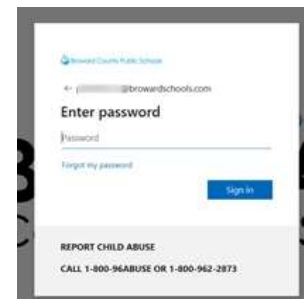 Broward County Public Schools
@browardschools.com
Enter password
Password
Forgot my password
Sign in
REPORT CHILD ABUSE
CALL 1-800-96ABUSE OR 1-800-962-2873